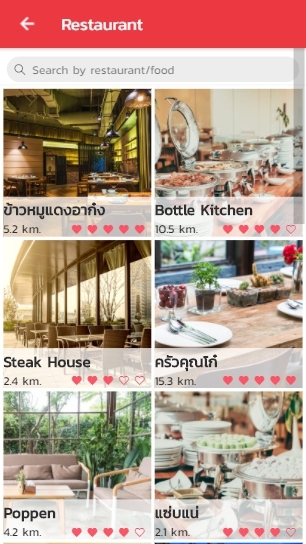 Restaurant
Search by restaurant/food
ข้าวหมูแดงอาก๋ง
5.2 km.
Bottle Kitchen
10.5 km.
Steak House
2.4 km.
ครัวคุณโก๋
15.3 km.
Poppen
4.2 km.
แซ่บแน่
2.1 km.